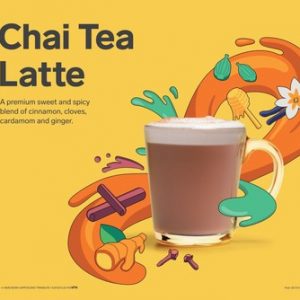 Chai Tea
Latte
A premium sweet and spicy
blend of cinnamon, cloves,
cardamom and ginger.